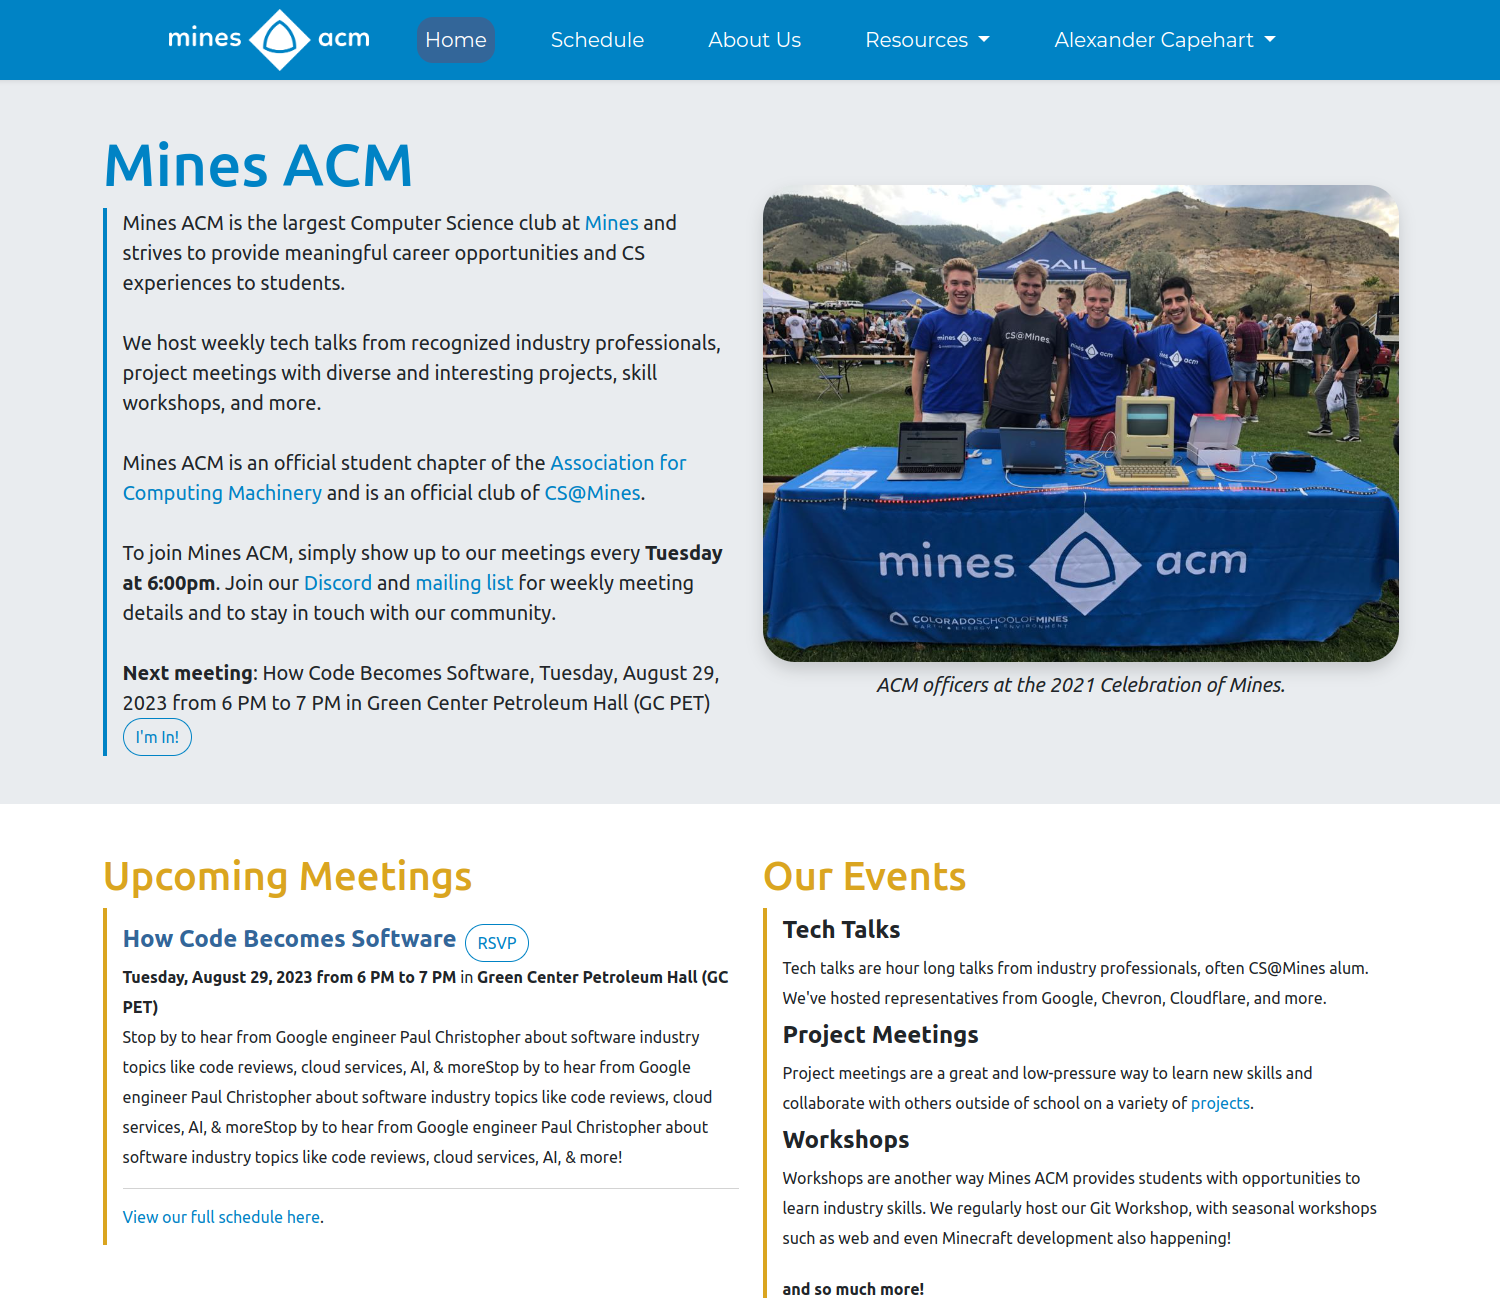 mines acm
Home
Schedule
About Us
Resources
Alexander Capehart
Mines ACM
Mines ACM is the largest Computer Science club at Mines and
strives to provide meaningful career opportunities and CS
experiences to students.
We host weekly tech talks from recognized industry professionals,
project meetings with diverse and interesting projects, skill
workshops, and more.
Mines ACM is an official student chapter of the Association for
Computing Machinery and is an official club of CS@Mines.
To join Mines ACM, simply show up to our meetings every Tuesday
at 6:00pm. Join our Discord and mailing list for weekly meeting
details and to stay in touch with our community.
Next meeting: How Code Becomes Software, Tuesday, August 29,
2023 from 6 PM to 7 PM in Green Center Petroleum Hall (GC PET)
I'm In!
SAIL
mines acm
CS@Mines
mines acm
mines acm
mines acm
COLORADOSCHOOLOFMINES
EARTH • ENERGY • ENVIRONMENT
ACM officers at the 2021 Celebration of Mines.
Upcoming Meetings
How Code Becomes Software RSVP
Tuesday, August 29, 2023 from 6 PM to 7 PM in Green Center Petroleum Hall (GC
PET)
Stop by to hear from Google engineer Paul Christopher about software industry
topics like code reviews, cloud services, AI, & moreStop by to hear from Google
engineer Paul Christopher about software industry topics like code reviews, cloud
services, AI, & moreStop by to hear from Google engineer Paul Christopher about
software industry topics like code reviews, cloud services, AI, & more!
View our full schedule here.
Our Events
Tech Talks
Tech talks are hour long talks from industry professionals, often CS@Mines alum.
We've hosted representatives from Google, Chevron, Cloudflare, and more.
Project Meetings
Project meetings are a great and low-pressure way to learn new skills and
collaborate with others outside of school on a variety of projects.
Workshops
Workshops are another way Mines ACM provides students with opportunities to
learn industry skills. We regularly host our Git Workshop, with seasonal workshops
such as web and even Minecraft development also happening!
and so much more!